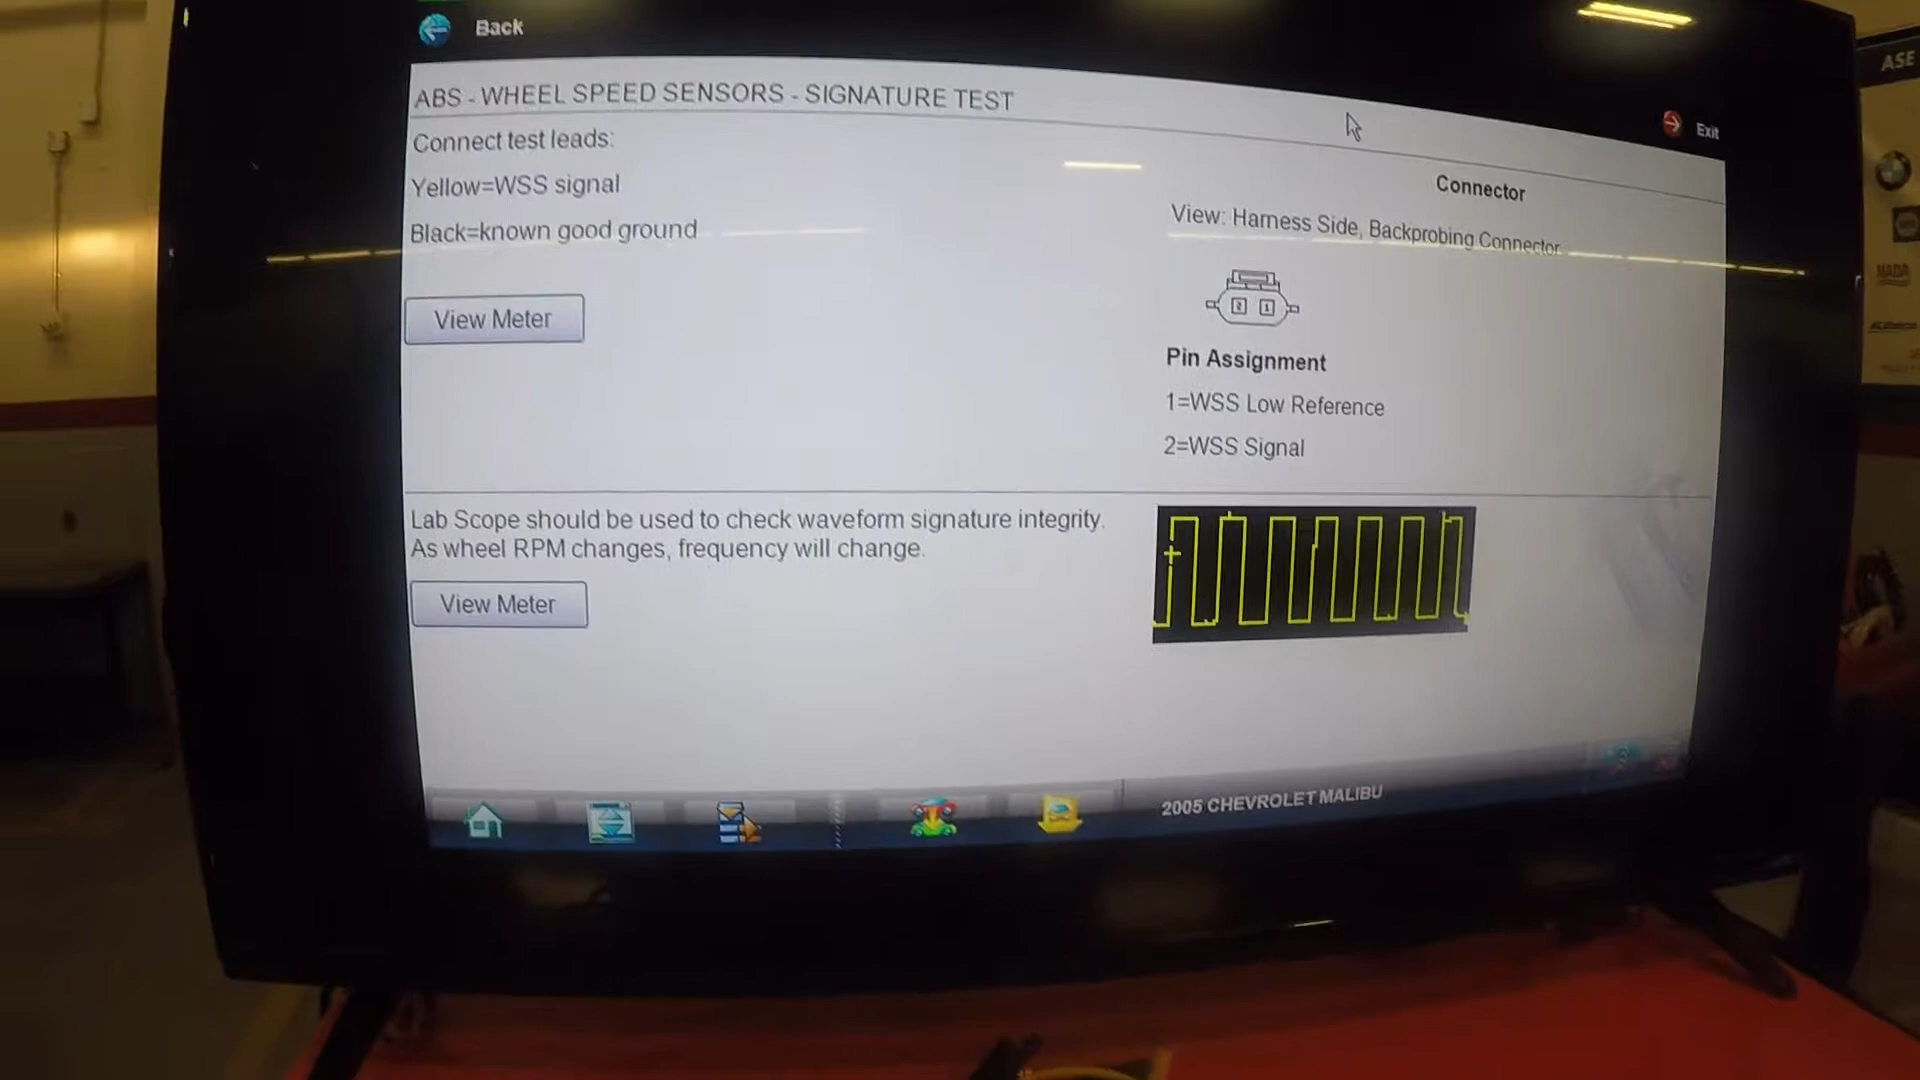 Back
ABS - WHEEL SPEED SENSORS - SIGNATURE TEST
Exit
Connect test leads:
Yellow=WSS signal
Black=known good ground
View Meter
Connector
View: Harness Side, Backprobing Connector
2 1
Pin Assignment
1=WSS Low Reference
2=WSS Signal
Lab Scope should be used to check waveform signature integrity.
As wheel RPM changes, frequency will change.
View Meter
2005 CHEVROLET MALIBU
ASE